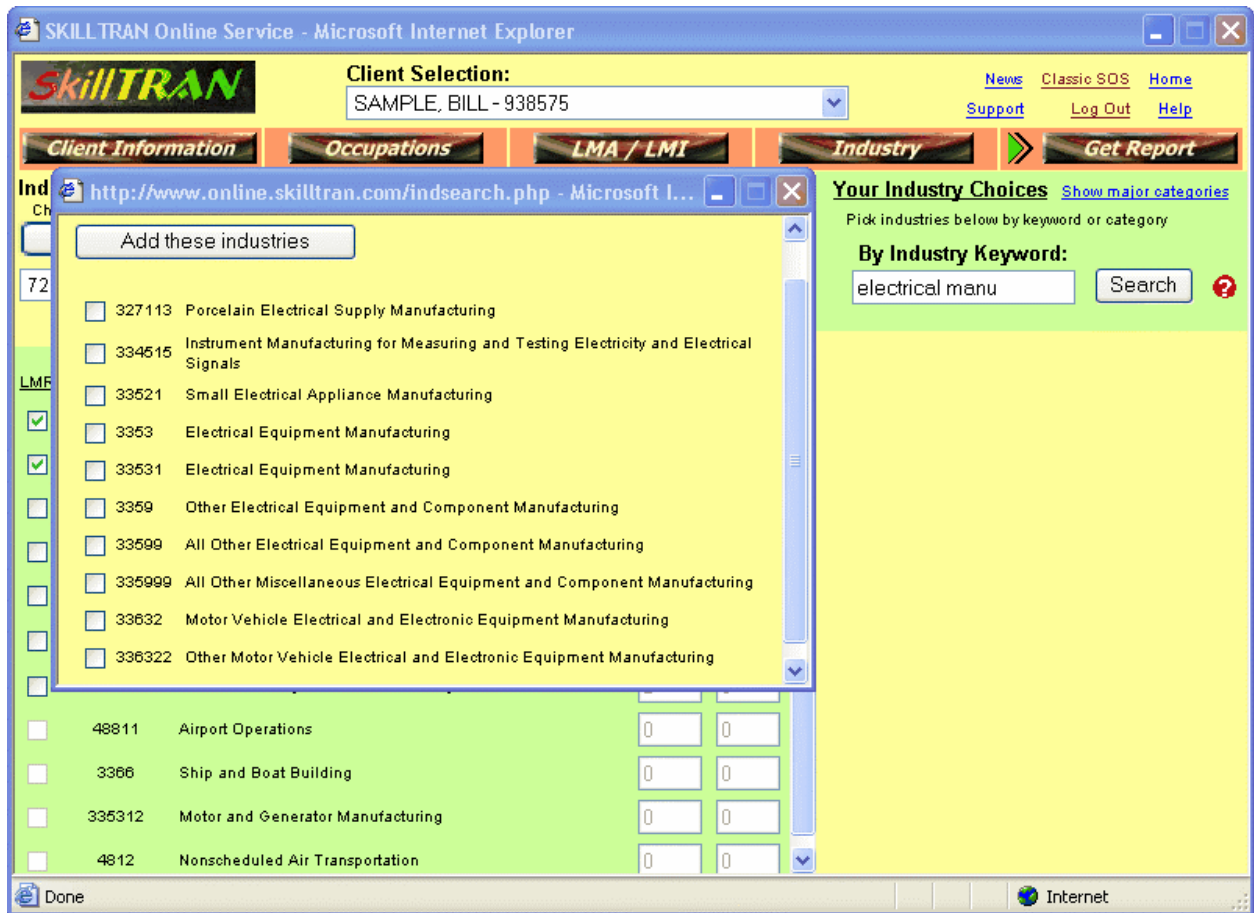 SKILLTRAN Online Service - Microsoft Internet Explorer
SkillTRAN
Client Selection:
SAMPLE, BILL - 938575
News Classic SOS Home
Support Log Out Help
Client Information Occupations LMA / LMI Industry Get Report
Ind
Ch
72
LMR
http://www.online.skilltran.com/indsearch.php - Microsoft I...
Add these industries
327113 Porcelain Electrical Supply Manufacturing
334515 Instrument Manufacturing for Measuring and Testing Electricity and Electrical
Signals
33521 Small Electrical Appliance Manufacturing
3353 Electrical Equipment Manufacturing
33531 Electrical Equipment Manufacturing
3359 Other Electrical Equipment and Component Manufacturing
33599 All Other Electrical Equipment and Component Manufacturing
335999 All Other Miscellaneous Electrical Equipment and Component Manufacturing
33632 Motor Vehicle Electrical and Electronic Equipment Manufacturing
336322 Other Motor Vehicle Electrical and Electronic Equipment Manufacturing
Your Industry Choices Show major categories
Pick industries below by keyword or category
By Industry Keyword:
electrical manu Search ?
48811 Airport Operations 0 0
3366 Ship and Boat Building 0 0
335312 Motor and Generator Manufacturing 0 0
4812 Nonscheduled Air Transportation 0 0
Done Internet